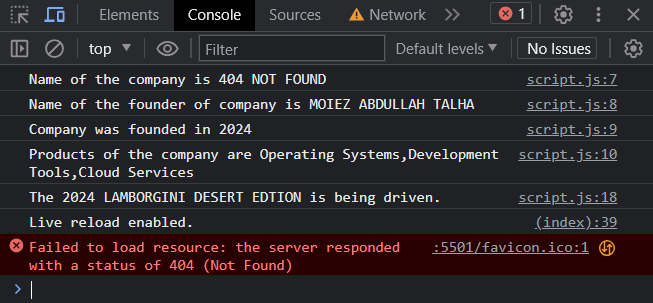 Elements Console Sources Network 1
top Filter Default levels No Issues
Name of the company is 404 NOT FOUND script.js:7
Name of the founder of company is MOIEZ ABDULLAH TALHA script.js:8
Company was founded in 2024 script.js:9
Products of the company are Operating Systems,Development script.js:10
Tools,Cloud Services
The 2024 LAMBORGINI DESERT EDTION is being driven. script.js:18
Live reload enabled. (index):39
Failed to load resource: the server responded :5501/favicon.ico:1
with a status of 404 (Not Found)